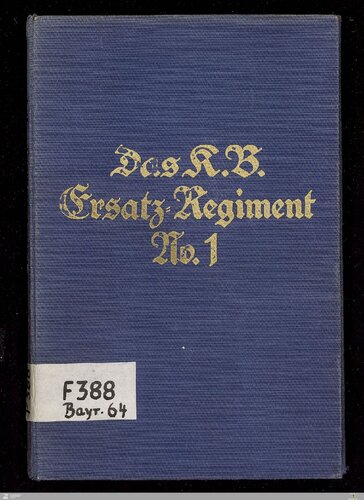 Das K.B.
Ersatz-Regiment
No. 1
F388
Bayr. 64